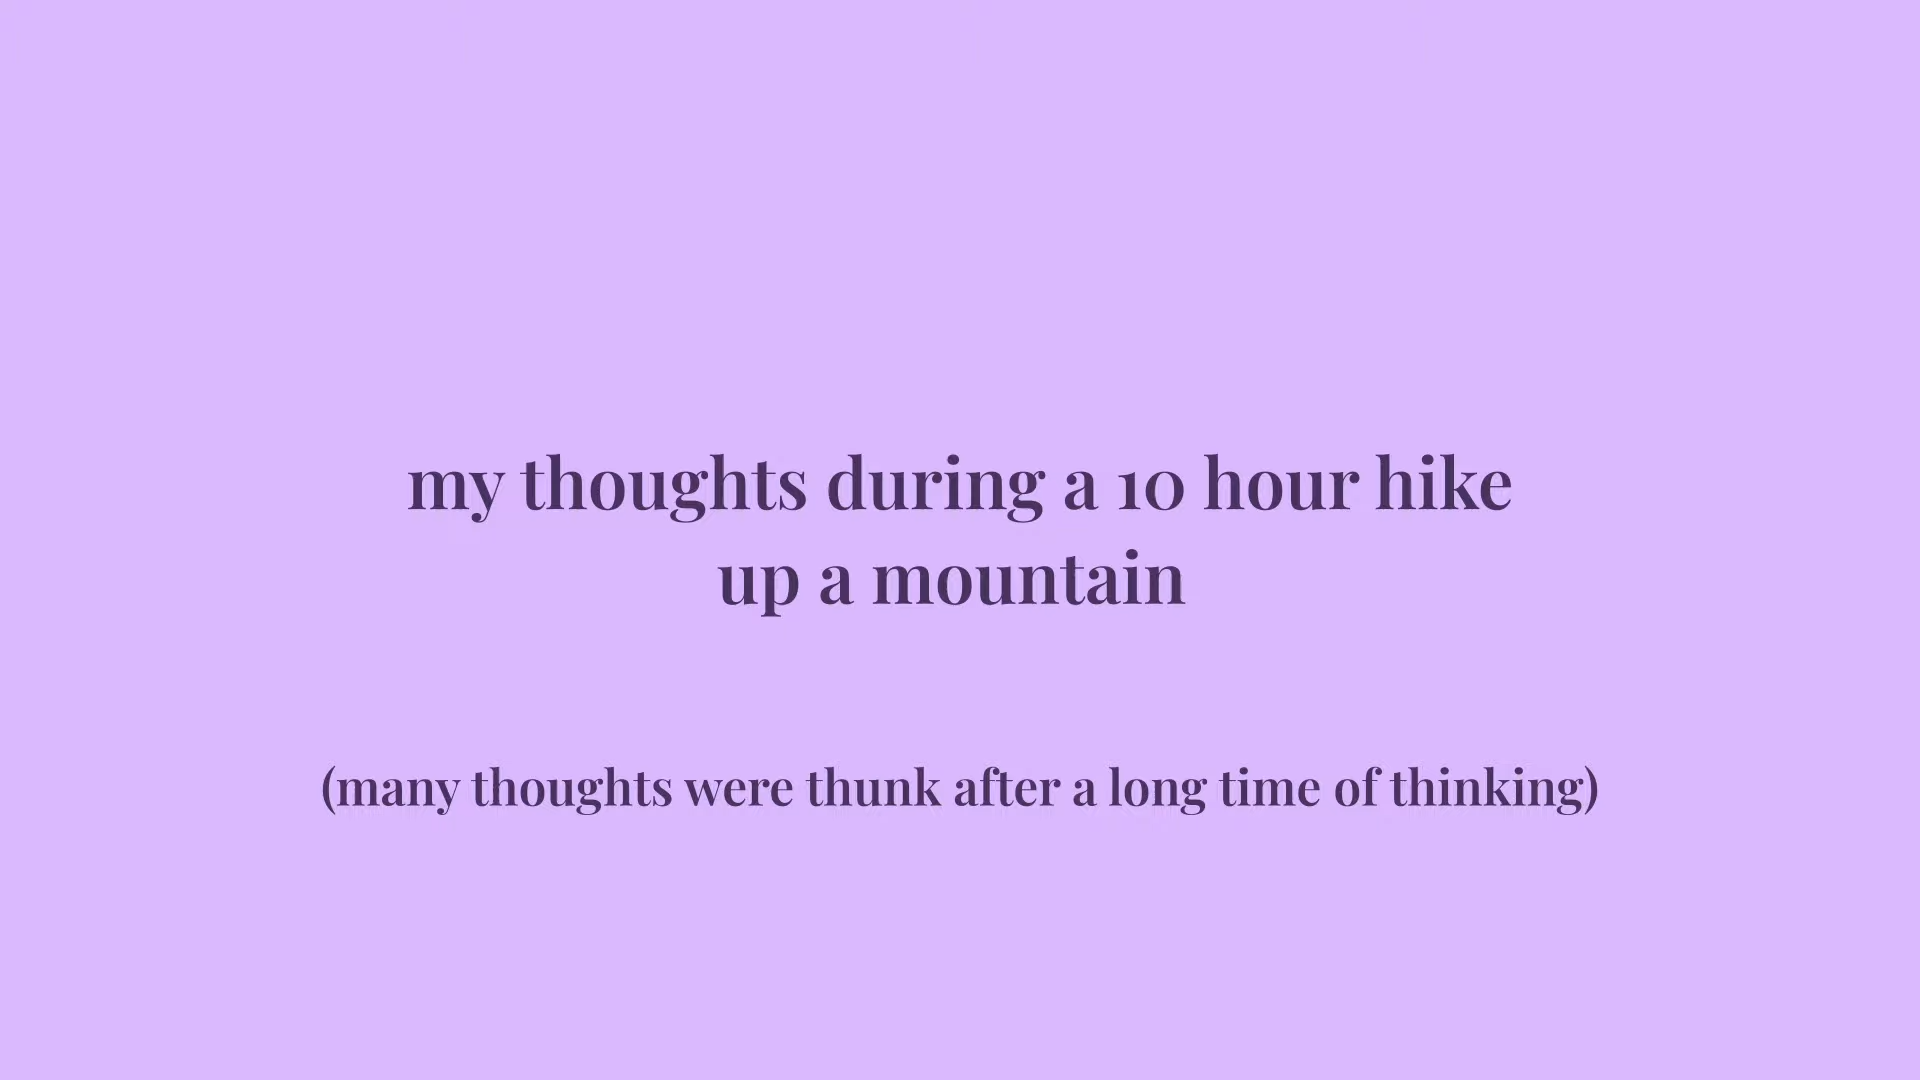 my thoughts during a 10 hour hike
up a mountain
(many thoughts were thunk after a long time of thinking)